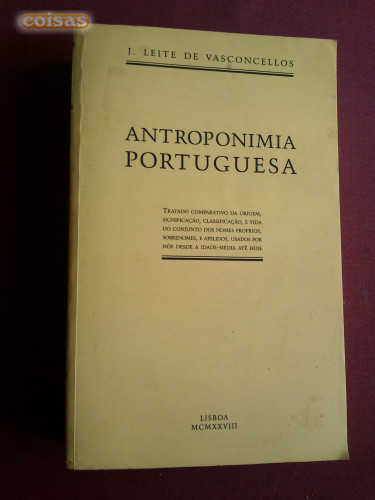 coisas
J. LEITE DE VASCONCELLOS
ANTROPONIMIA
PORTUGUESA
TRATADO COMPARATIVO DA ORIGEM,
SIGNIFICAÇÃO, CLASSIFICAÇÃO, E VIDA
DO CONJUNTO DOS NOMES PROPRIOS,
SOBRENOMES, E APELIDOS, USADOS POR
NÓS DESDE A IDADE-MÉDIA ATÉ HOJE
LISBOA
MCMXXVIII